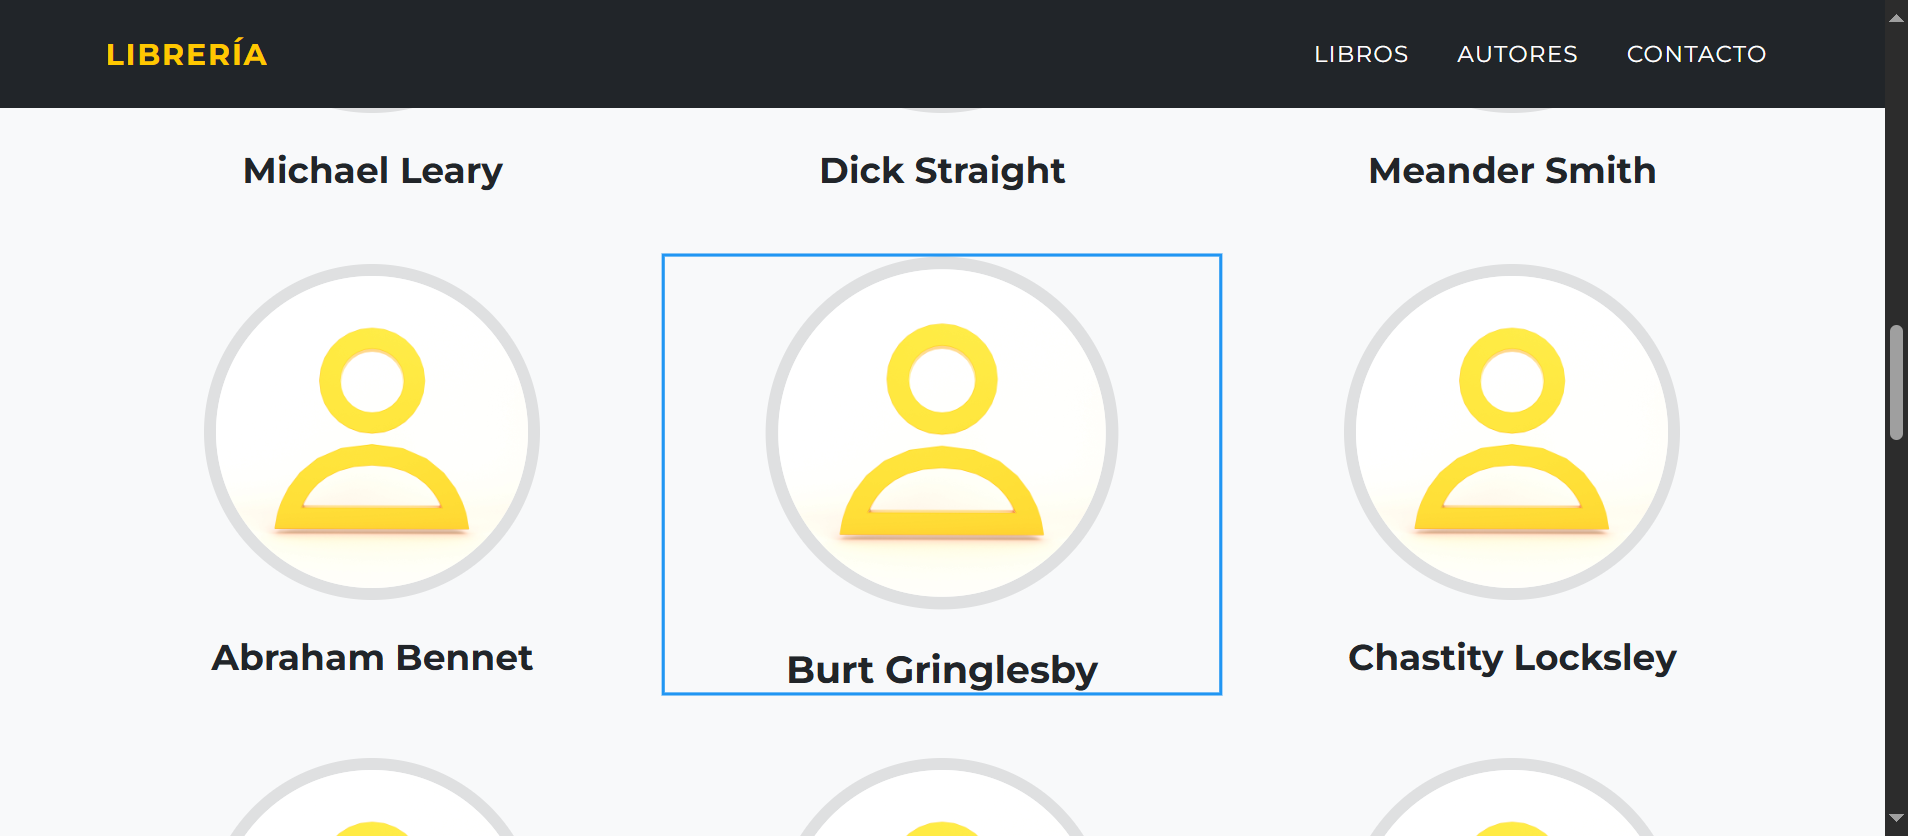 LIBRERÍA
LIBROS AUTORES CONTACTO
Michael Leary
Dick Straight
Meander Smith
Abraham Bennet
Burt Gringlesby
Chastity Locksley